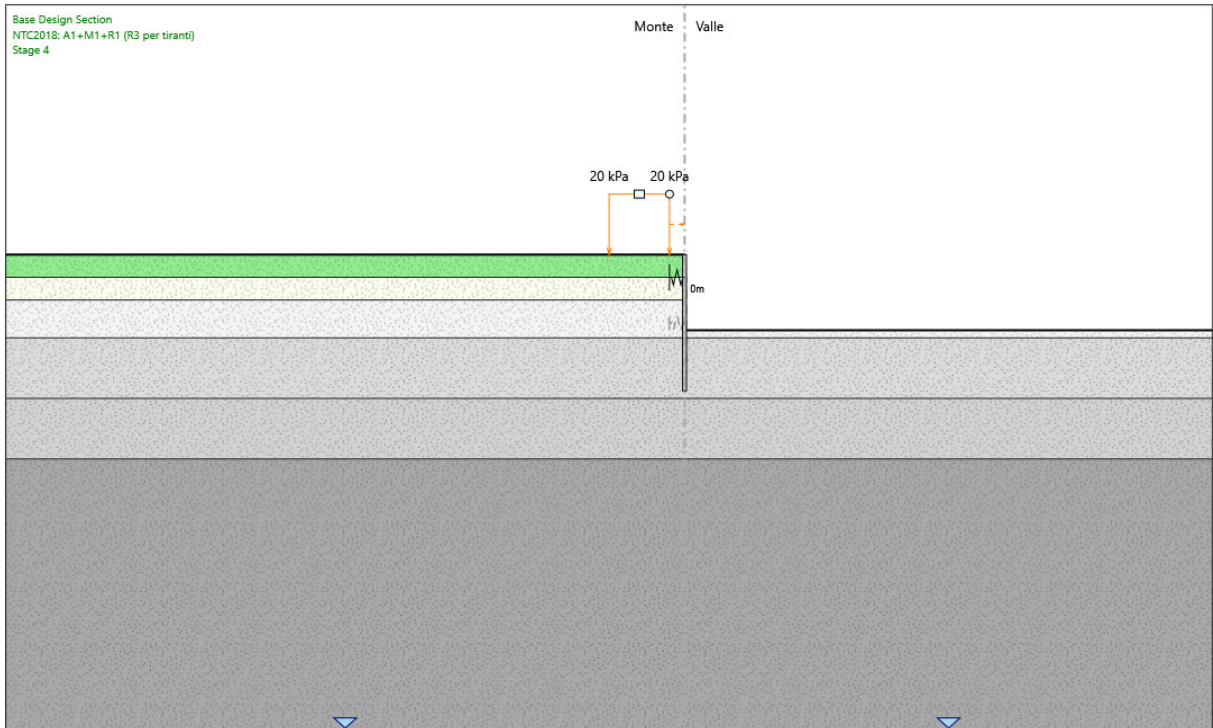 Base Design Section
NTC2018: A1+M1+R1 (R3 per tiranti)
Stage 4
Monte Valle
20 kPa 20 kPa
0m